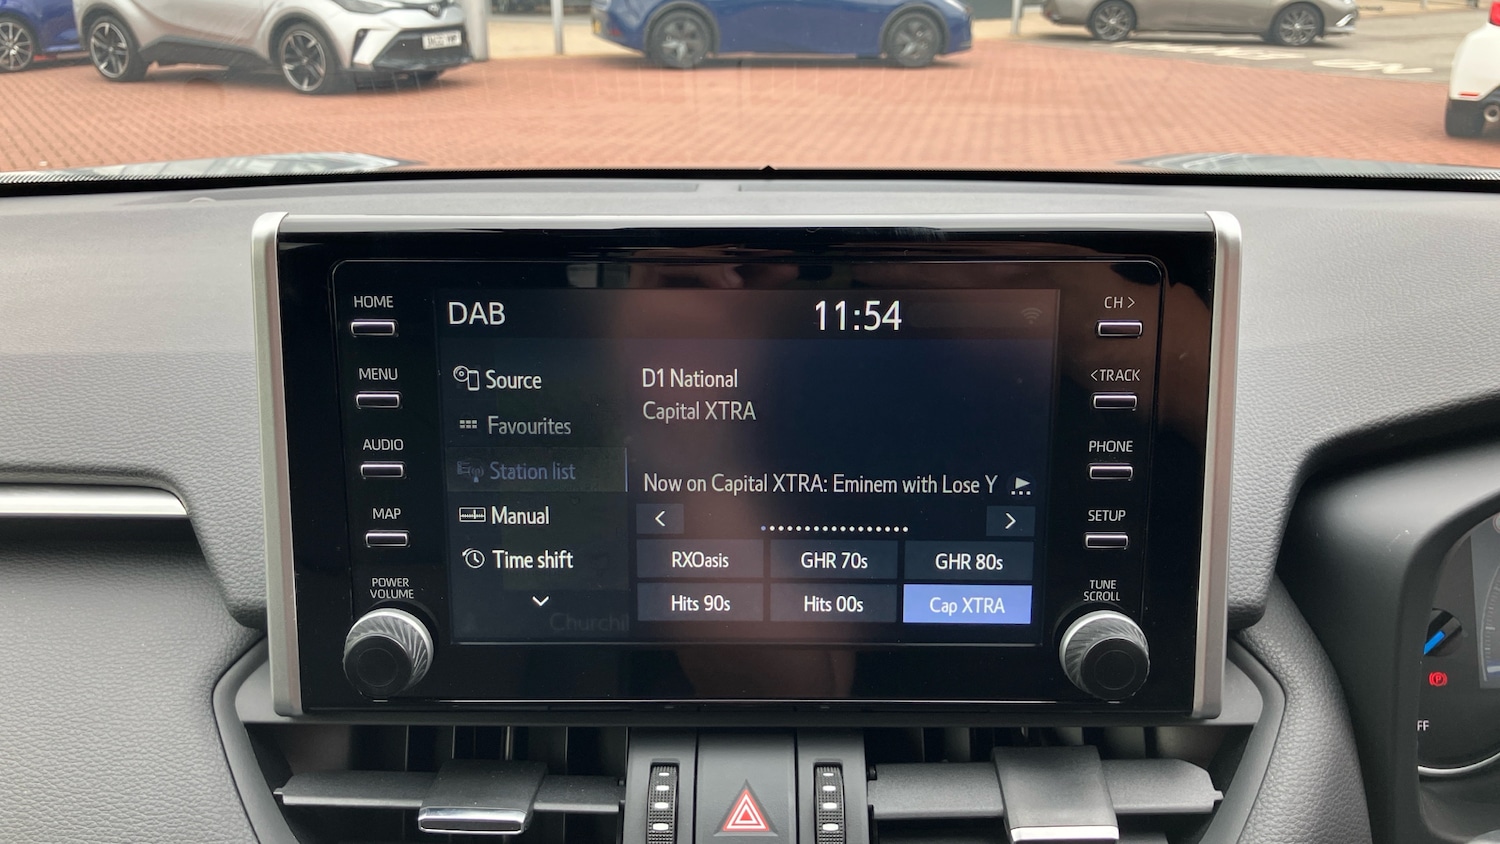 HOME
MENU
AUDIO
MAP
POWER
VOLUME
DAB
11:54
Source
Favourites
Station list
Manual
Time shift
D1 National
Capital XTRA
Now on Capital XTRA: Eminem with Lose Y
RXOasis
GHR 70s
GHR 80s
Hits 90s
Hits 00s
Cap XTRA
CH >
<TRACK
PHONE
SETUP
TUNE
SCROLL
FF